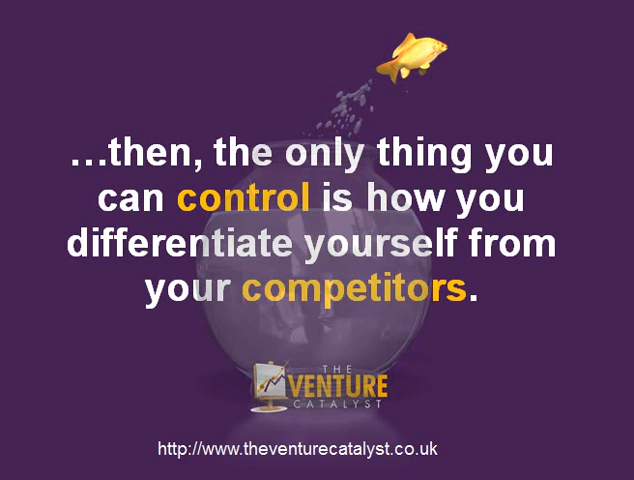 ...then, the only thing you
can control is how you
differentiate yourself from
your competitors.
THE
VENTURE
CATALYST
http://www.theventurecatalyst.co.uk